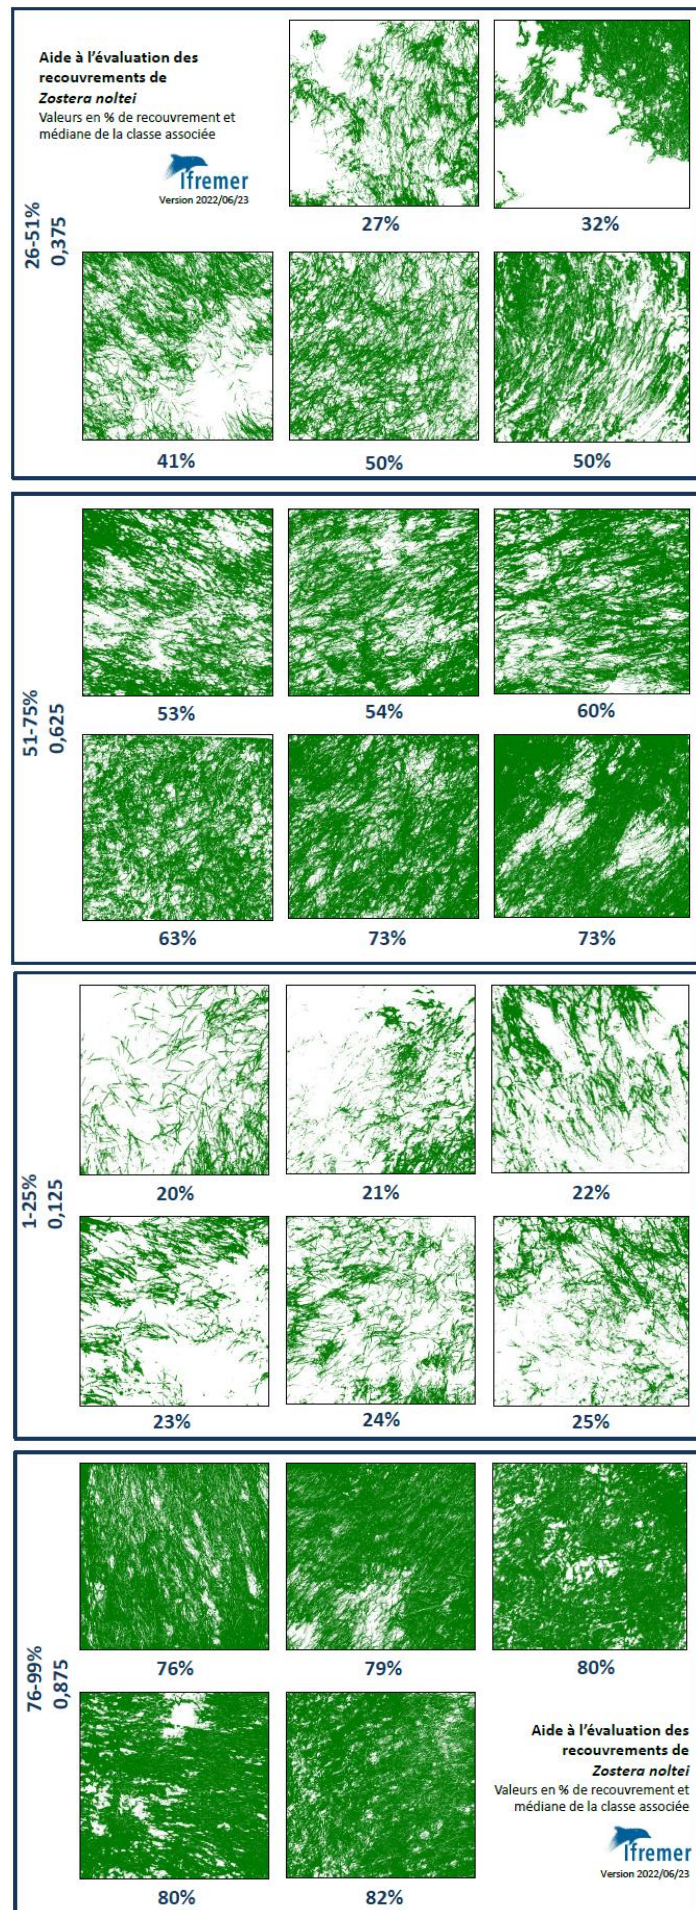 Aide à l'évaluation des
recouvrements de
Zostera noltei
Valeurs en % de recouvrement et
médiane de la classe associée
Ifremer
Version 2022/06/23
26-51%
0,375
27%
32%
41%
50%
50%
51-75%
0,625
53%
54%
60%
63%
73%
73%
1-25%
0,125
20%
21%
22%
23%
24%
25%
76-99%
0,875
76%
79%
80%
80%
82%
Aide à l'évaluation des
recouvrements de
Zostera noltei
Valeurs en % de recouvrement et
médiane de la classe associée
Ifremer
Version 2022/06/23